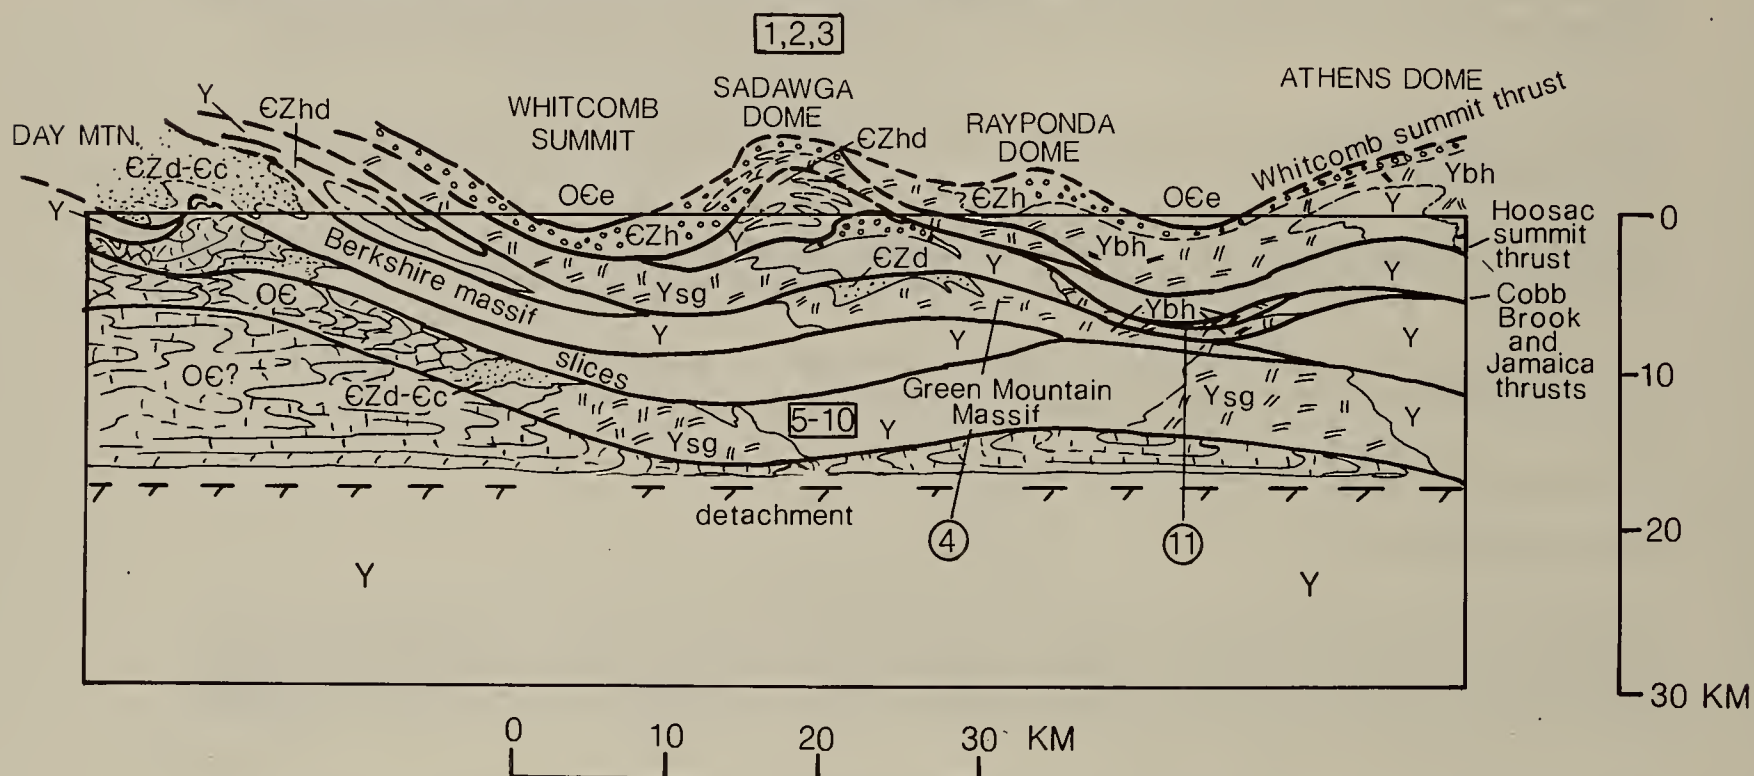 1,2,3
DAY MTN.
Y
ЄZhd
WHITCOMB
SUMMIT
SADAWGA
DOME
ЄZhd
RAYPONDA
DOME
ATHENS DOME
Whitcomb summit thrust
ЄZd-Єc
Y
OЄe
ЄZh
Y
?ЄZh
OЄe
Ybh
Y
Ybh
Hoosac
summit
thrust
Cobb
Brook
and
Jamaica
thrusts
Berkshire massif
slices
OЄ
Ysg
ЄZd
Y
Y
Ybh
Y
Y
Y
OЄ?
ЄZd-Єc
Green Mountain
Massif
Ysg
5-10
Y
Ysg
Y
detachment
4
11
Y
Y
0
10
20
30 KM
0
10
20
30 KM